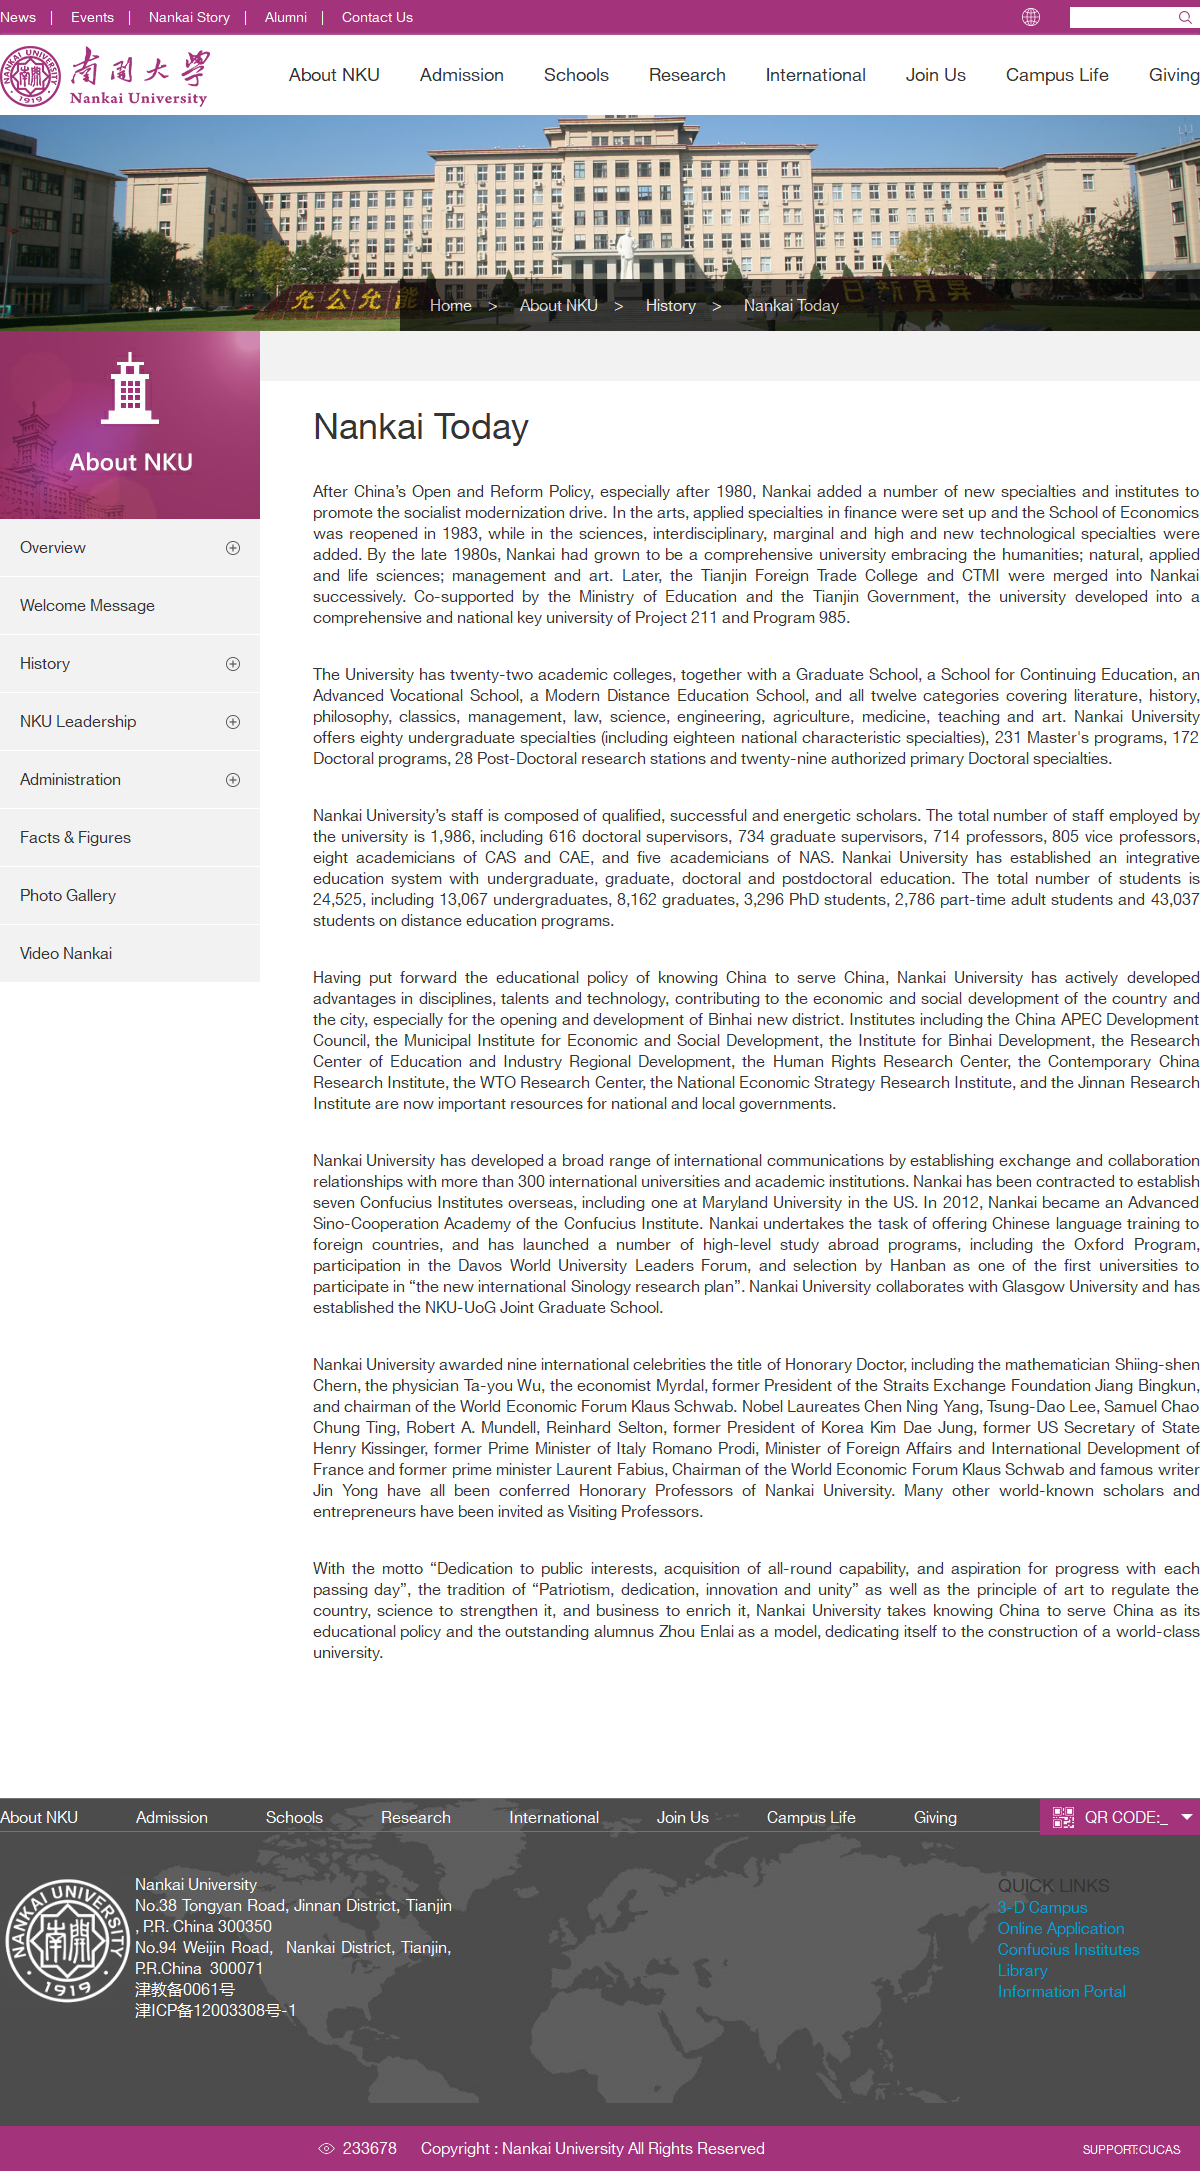 News | Events | Nankai Story | Alumni | Contact Us
NANKAI UNIVERSITY
1919
南开大学
Nankai University
About NKU Admission Schools Research International Join Us Campus Life Giving
允公允能
日新月异
Home > About NKU > History > Nankai Today
About NKU
Overview
Welcome Message
History
NKU Leadership
Administration
Facts & Figures
Photo Gallery
Video Nankai
Nankai Today
After China’s Open and Reform Policy, especially after 1980, Nankai added a number of new specialties and institutes to
promote the socialist modernization drive. In the arts, applied specialties in finance were set up and the School of Economics
was reopened in 1983, while in the sciences, interdisciplinary, marginal and high and new technological specialties were
added. By the late 1980s, Nankai had grown to be a comprehensive university embracing the humanities; natural, applied
and life sciences; management and art. Later, the Tianjin Foreign Trade College and CTMI were merged into Nankai
successively. Co-supported by the Ministry of Education and the Tianjin Government, the university developed into a
comprehensive and national key university of Project 211 and Program 985.
The University has twenty-two academic colleges, together with a Graduate School, a School for Continuing Education, an
Advanced Vocational School, a Modern Distance Education School, and all twelve categories covering literature, history,
philosophy, classics, management, law, science, engineering, agriculture, medicine, teaching and art. Nankai University
offers eighty undergraduate specialties (including eighteen national characteristic specialties), 231 Master's programs, 172
Doctoral programs, 28 Post-Doctoral research stations and twenty-nine authorized primary Doctoral specialties.
Nankai University’s staff is composed of qualified, successful and energetic scholars. The total number of staff employed by
the university is 1,986, including 616 doctoral supervisors, 734 graduate supervisors, 714 professors, 805 vice professors,
eight academicians of CAS and CAE, and five academicians of NAS. Nankai University has established an integrative
education system with undergraduate, graduate, doctoral and postdoctoral education. The total number of students is
24,525, including 13,067 undergraduates, 8,162 graduates, 3,296 PhD students, 2,786 part-time adult students and 43,037
students on distance education programs.
Having put forward the educational policy of knowing China to serve China, Nankai University has actively developed
advantages in disciplines, talents and technology, contributing to the economic and social development of the country and
the city, especially for the opening and development of Binhai new district. Institutes including the China APEC Development
Council, the Municipal Institute for Economic and Social Development, the Institute for Binhai Development, the Research
Center of Education and Industry Regional Development, the Human Rights Research Center, the Contemporary China
Research Institute, the WTO Research Center, the National Economic Strategy Research Institute, and the Jinnan Research
Institute are now important resources for national and local governments.
Nankai University has developed a broad range of international communications by establishing exchange and collaboration
relationships with more than 300 international universities and academic institutions. Nankai has been contracted to establish
seven Confucius Institutes overseas, including one at Maryland University in the US. In 2012, Nankai became an Advanced
Sino-Cooperation Academy of the Confucius Institute. Nankai undertakes the task of offering Chinese language training to
foreign countries, and has launched a number of high-level study abroad programs, including the Oxford Program,
participation in the Davos World University Leaders Forum, and selection by Hanban as one of the first universities to
participate in “the new international Sinology research plan”. Nankai University collaborates with Glasgow University and has
established the NKU-UoG Joint Graduate School.
Nankai University awarded nine international celebrities the title of Honorary Doctor, including the mathematician Shiing-shen
Chern, the physician Ta-you Wu, the economist Myrdal, former President of the Straits Exchange Foundation Jiang Bingkun,
and chairman of the World Economic Forum Klaus Schwab. Nobel Laureates Chen Ning Yang, Tsung-Dao Lee, Samuel Chao
Chung Ting, Robert A. Mundell, Reinhard Selton, former President of Korea Kim Dae Jung, former US Secretary of State
Henry Kissinger, former Prime Minister of Italy Romano Prodi, Minister of Foreign Affairs and International Development of
France and former prime minister Laurent Fabius, Chairman of the World Economic Forum Klaus Schwab and famous writer
Jin Yong have all been conferred Honorary Professors of Nankai University. Many other world-known scholars and
entrepreneurs have been invited as Visiting Professors.
With the motto “Dedication to public interests, acquisition of all-round capability, and aspiration for progress with each
passing day”, the tradition of “Patriotism, dedication, innovation and unity” as well as the principle of art to regulate the
country, science to strengthen it, and business to enrich it, Nankai University takes knowing China to serve China as its
educational policy and the outstanding alumnus Zhou Enlai as a model, dedicating itself to the construction of a world-class
university.
About NKU Admission Schools Research International Join Us Campus Life Giving QR CODE:_
NANKAI UNIVERSITY
1919
Nankai University
No.38 Tongyan Road, Jinnan District, Tianjin
, P.R. China 300350
No.94 Weijin Road, Nankai District, Tianjin,
P.R.China 300071
津教备0061号
津ICP备12003308号-1
QUICK LINKS
3-D Campus
Online Application
Confucius Institutes
Library
Information Portal
233678 Copyright : Nankai University All Rights Reserved
SUPPORT:CUCAS